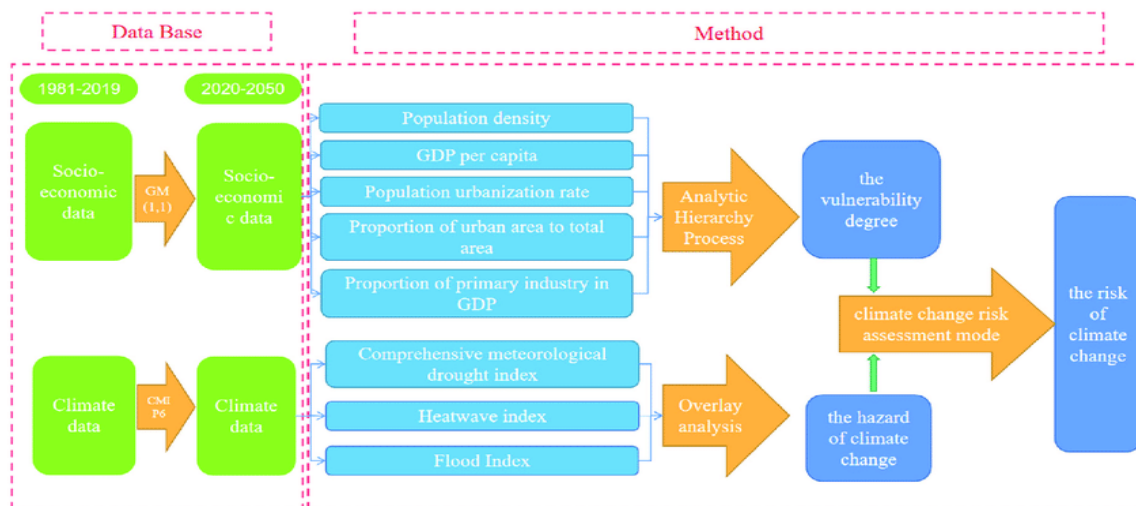 Data Base
Method
1981-2019
2020-2050
Socio-
economic
data
GM
(1,1)
Socio-
economi
c data
Population density
GDP per capita
Population urbanization rate
Proportion of urban area to total
area
Proportion of primary industry in
GDP
Analytic
Hierarchy
Process
the
vulnerability
degree
climate change risk
assessment mode
the risk
of
climate
change
Climate
data
CMI
P6
Climate
data
Comprehensive meteorological
drought index
Heatwave index
Flood Index
Overlay
analysis
the hazard
of climate
change